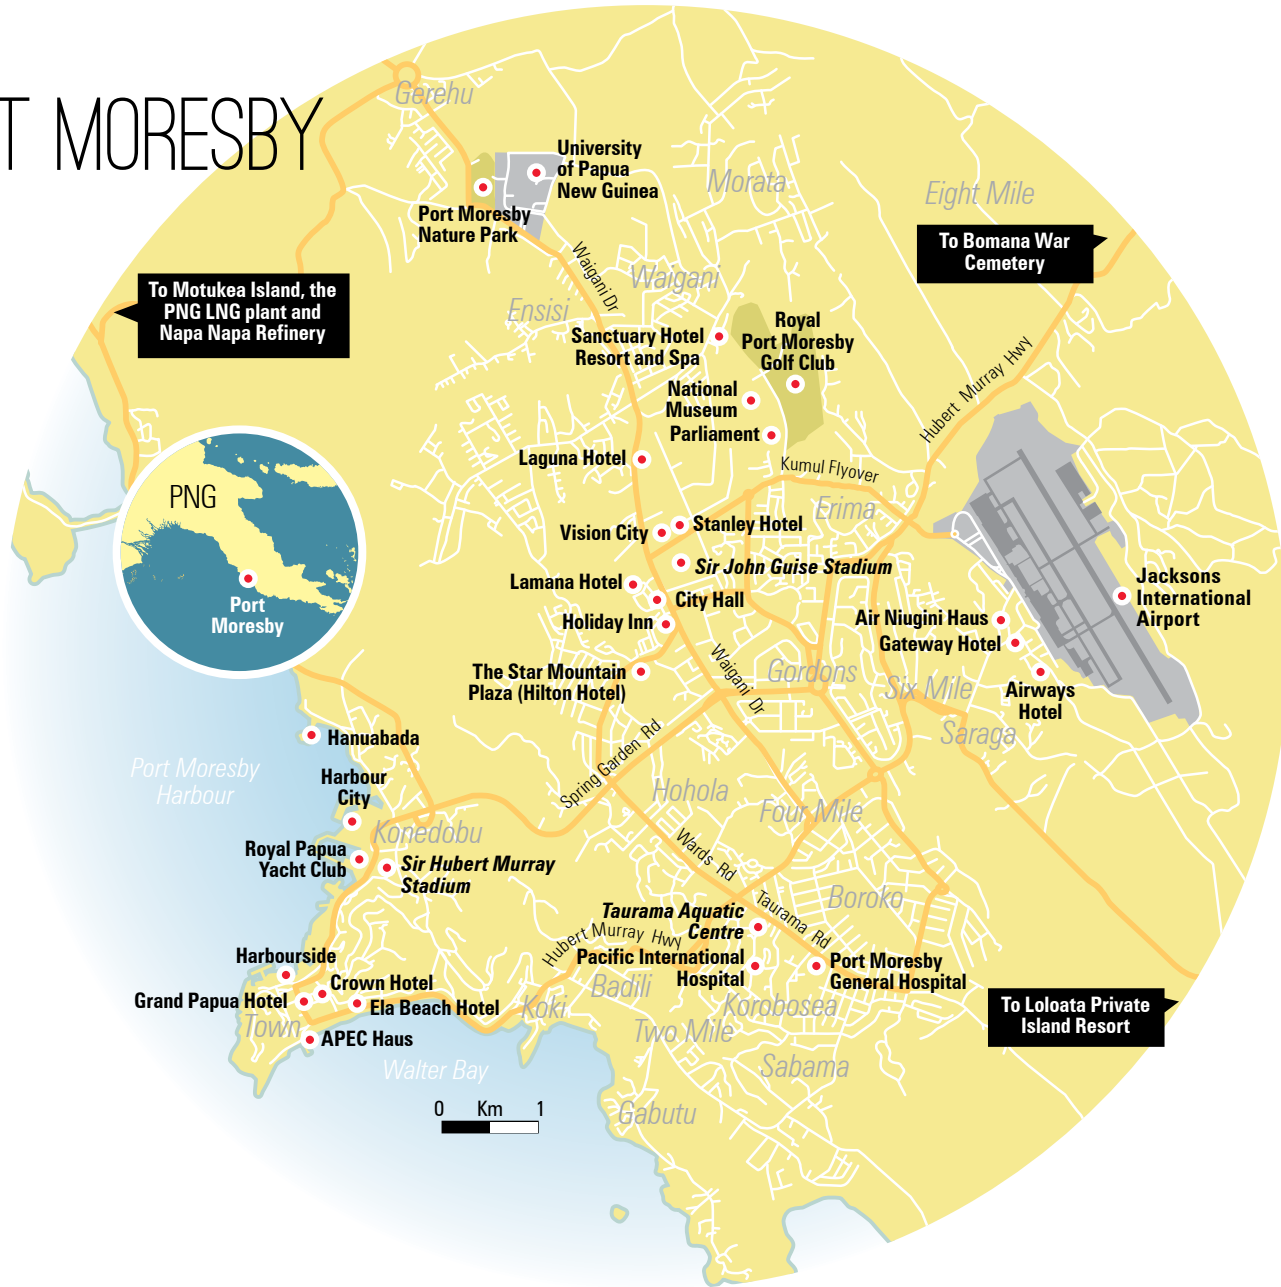 T MORESBY
Gerehu
University
of Papua
New Guinea
Port Moresby
Nature Park
Morata
Eight Mile
To Bomana War
Cemetery
Waigani Dr
Waigani
Ensisi
To Motukea Island, the
PNG LNG plant and
Napa Napa Refinery
Sanctuary Hotel
Resort and Spa
Royal
Port Moresby
Golf Club
National
Museum
Parliament
Hubert Murray Hwy
Laguna Hotel
Kumul Flyover
Erima
PNG
Port
Moresby
Vision City
Stanley Hotel
Sir John Guise Stadium
Lamana Hotel
City Hall
Holiday Inn
Jacksons
International
Airport
Air Niugini Haus
Gateway Hotel
Airways
Hotel
The Star Mountain
Plaza (Hilton Hotel)
Waigani Dr
Gordons
Six Mile
Saraga
Hanuabada
Port Moresby
Harbour
Harbour
City
Spring Garden Rd
Hohola
Four Mile
Konedobu
Royal Papua
Yacht Club
Sir Hubert Murray
Stadium
Wards Rd
Boroko
Taurama Aquatic
Centre
Taurama Rd
Hubert Murray Hwy
Pacific International
Hospital
Port Moresby
General Hospital
Harbourside
Crown Hotel
Grand Papua Hotel
Ela Beach Hotel
Town
APEC Haus
Koki
Badili
Korobosea
Two Mile
Sabama
To Loloata Private
Island Resort
Walter Bay
Gabutu
0 Km 1